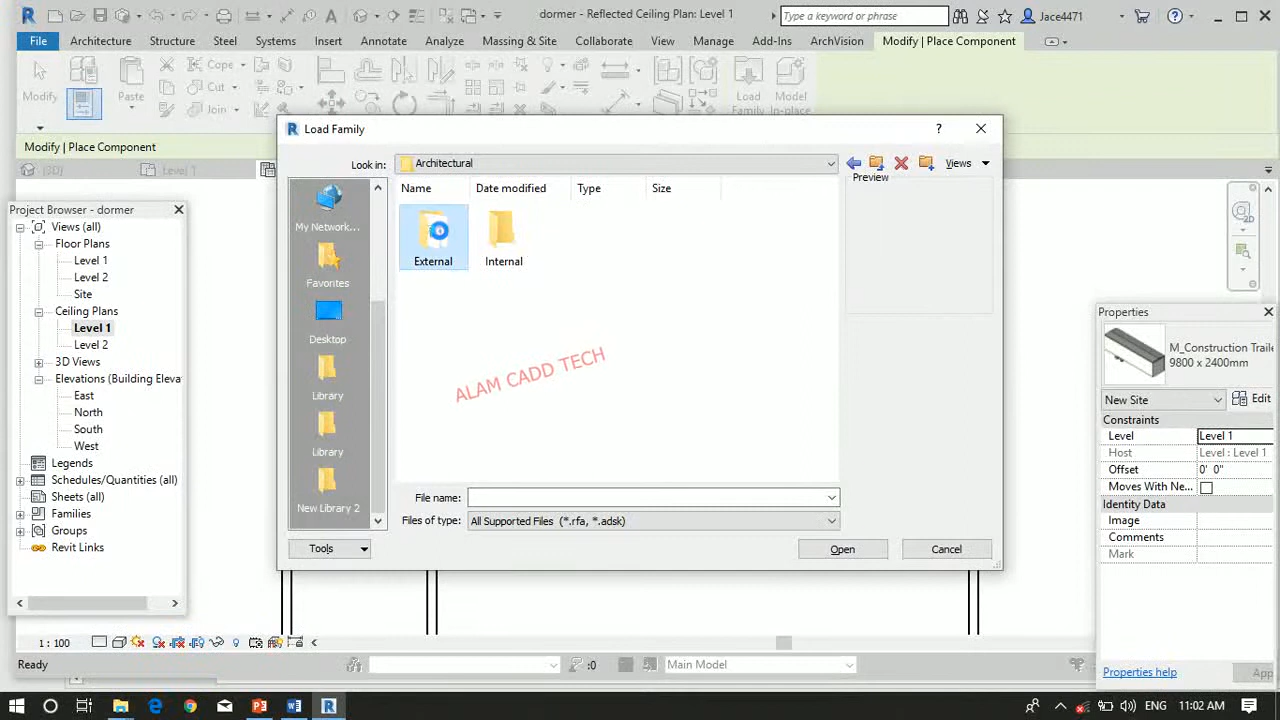 dormer - Reflected Ceiling Plan: Level 1
Type a keyword or phrase
Jace4471
File
Architecture
Structure
Steel
Systems
Insert
Annotate
Analyze
Massing & Site
Collaborate
View
Manage
Add-Ins
ArchVision
Modify | Place Component
Modify
Paste
Cope
Cut
Join
Load
Family
Model
In-place
Modify | Place Component
(3D)
Level 1
Load Family
Look in:
Architectural
Views
Preview
Name
Date modified
Type
Size
My Network...
Favorites
Desktop
Library
Library
New Library 2
External
Internal
ALAM CADD TECH
File name:
Files of type:
All Supported Files (*.rfa, *.adsk)
Tools
Open
Cancel
Project Browser - dormer
Views (all)
Floor Plans
Level 1
Level 2
Site
Ceiling Plans
Level 1
Level 2
3D Views
Elevations (Building Eleva
East
North
South
West
Legends
Schedules/Quantities (all)
Sheets (all)
Families
Groups
Revit Links
Properties
M_Construction Traile
9800 x 2400mm
New Site
Edit
Constraints
Level
Level 1
Host
Level : Level 1
Offset
0' 0"
Moves With Ne...
Identity Data
Image
Comments
Mark
Properties help
App
1 : 100
Ready
:0
Main Model
ENG
11:02 AM